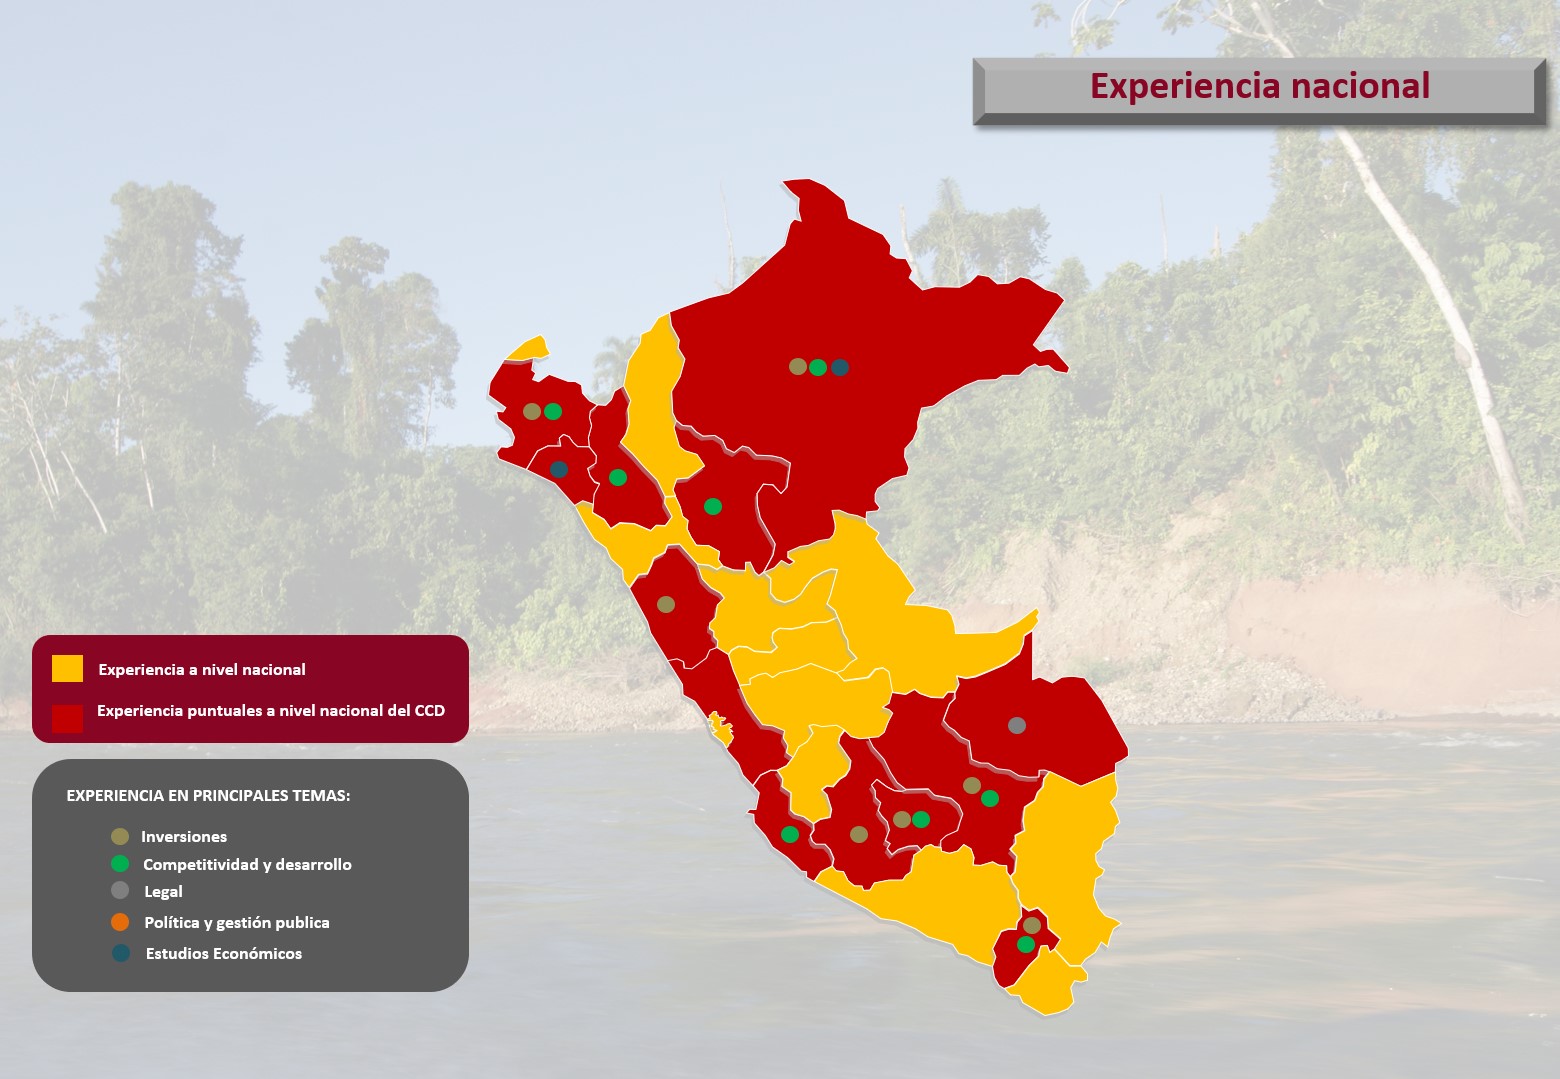 Experiencia nacional
Experiencia a nivel nacional
Experiencia puntuales a nivel nacional del CCD
EXPERIENCIA EN PRINCIPALES TEMAS:
Inversiones
Competitividad y desarrollo
Legal
Política y gestión publica
Estudios Económicos